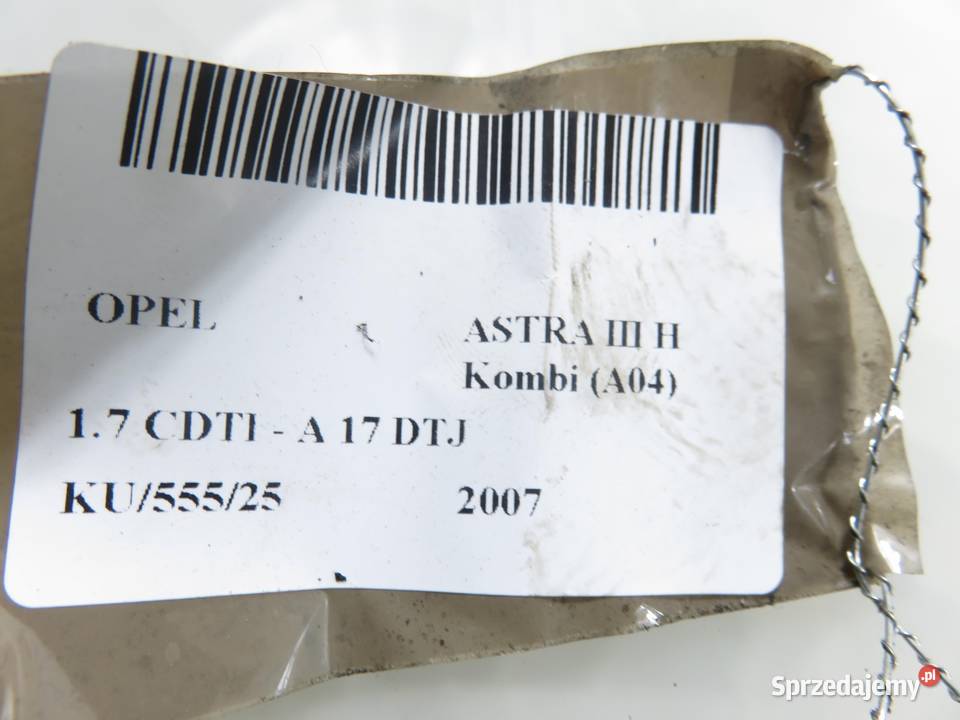 OPEL
ASTRA III H
Kombi (A04)
1.7 CDTI - A 17 DTJ
KU/555/25 2007
Sprzedajemy.pl